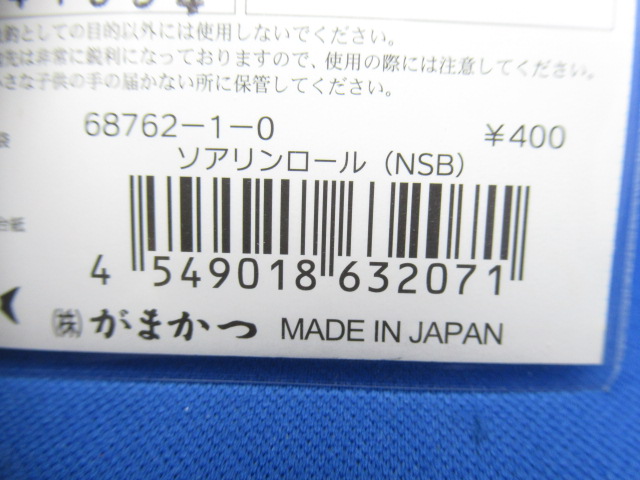 的としての目的以外には使用しないでください。
先は非常に鋭利になっておりますので、使用の際には注意してください。
さな子供の手の届かない所に保管してください。
68762-1-0 ¥400
ソアリンロール（NSB）
4 549018 632071
㈱がまかつ MADE IN JAPAN
袋
台紙